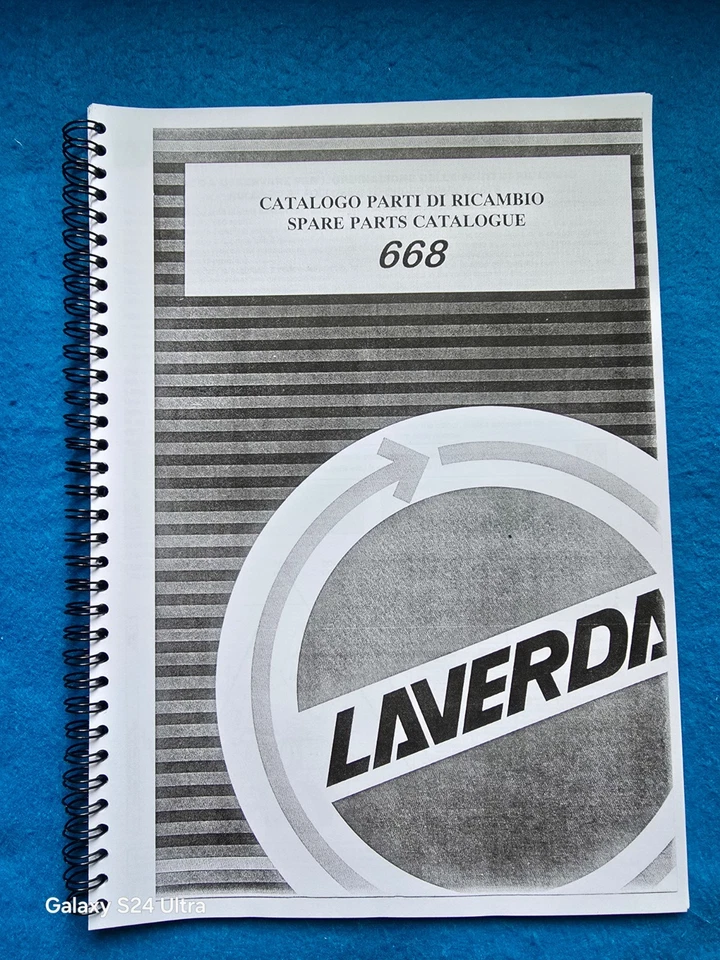 CATALOGO PARTI DI RICAMBIO
SPARE PARTS CATALOGUE
668
LAVERDA
Galaxy S24 Ultra